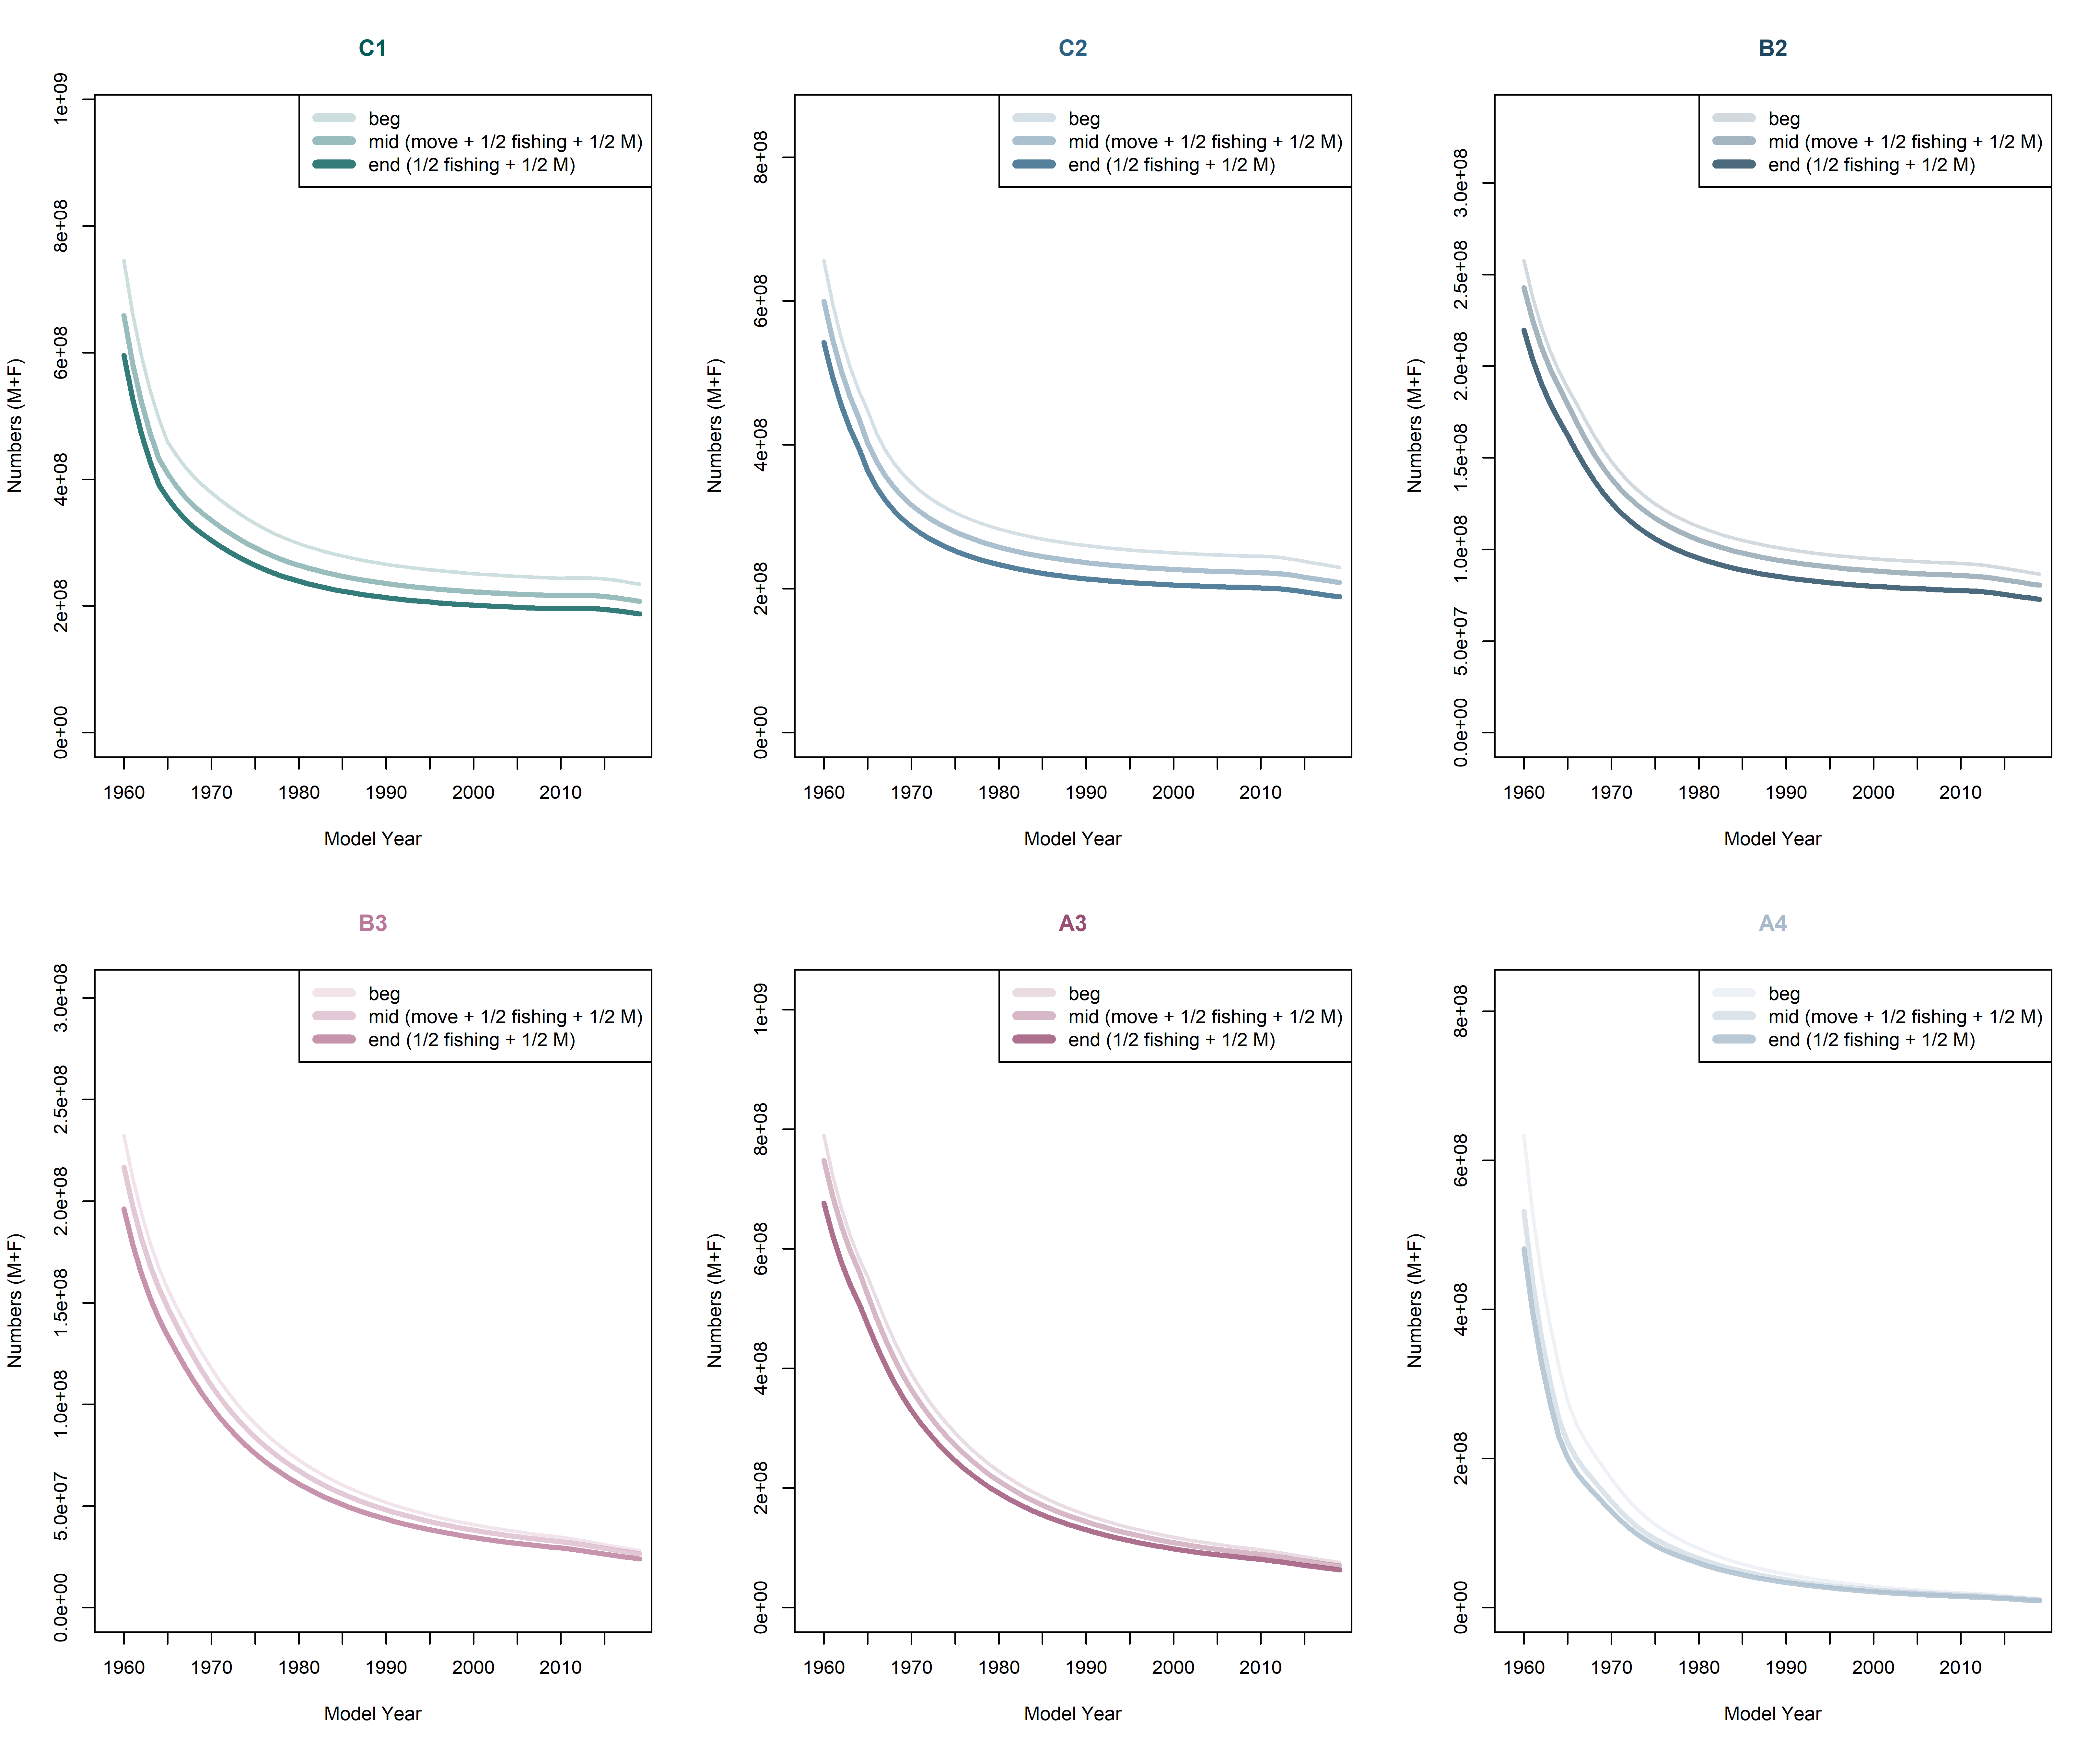 C1
1e+09
8e+08
6e+08
4e+08
2e+08
0e+00
Numbers (M+F)
beg
mid (move + 1/2 fishing + 1/2 M)
end (1/2 fishing + 1/2 M)
1960 1970 1980 1990 2000 2010
Model Year
C2
8e+08
6e+08
4e+08
2e+08
0e+00
Numbers (M+F)
beg
mid (move + 1/2 fishing + 1/2 M)
end (1/2 fishing + 1/2 M)
1960 1970 1980 1990 2000 2010
Model Year
B2
3.0e+08
2.5e+08
2.0e+08
1.5e+08
1.0e+08
5.0e+07
0.0e+00
Numbers (M+F)
beg
mid (move + 1/2 fishing + 1/2 M)
end (1/2 fishing + 1/2 M)
1960 1970 1980 1990 2000 2010
Model Year
B3
3.0e+08
2.5e+08
2.0e+08
1.5e+08
1.0e+08
5.0e+07
0.0e+00
Numbers (M+F)
beg
mid (move + 1/2 fishing + 1/2 M)
end (1/2 fishing + 1/2 M)
1960 1970 1980 1990 2000 2010
Model Year
A3
1e+09
8e+08
6e+08
4e+08
2e+08
0e+00
Numbers (M+F)
beg
mid (move + 1/2 fishing + 1/2 M)
end (1/2 fishing + 1/2 M)
1960 1970 1980 1990 2000 2010
Model Year
A4
8e+08
6e+08
4e+08
2e+08
0e+00
Numbers (M+F)
beg
mid (move + 1/2 fishing + 1/2 M)
end (1/2 fishing + 1/2 M)
1960 1970 1980 1990 2000 2010
Model Year